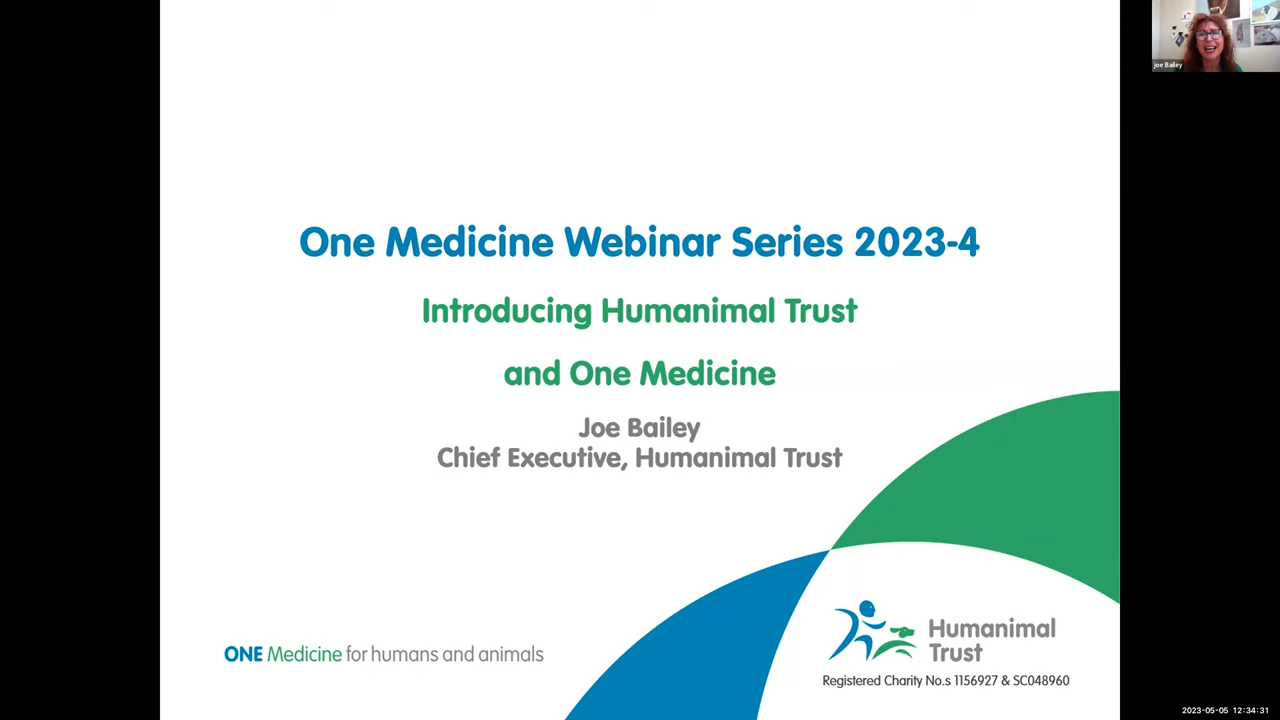 joe Bailey
One Medicine Webinar Series 2023-4
Introducing Humanimal Trust
and One Medicine
Joe Bailey
Chief Executive, Humanimal Trust
ONE Medicine for humans and animals
Humanimal
Trust
Registered Charity No.s 1156927 & SC048960
2023-05-05 12:34:31